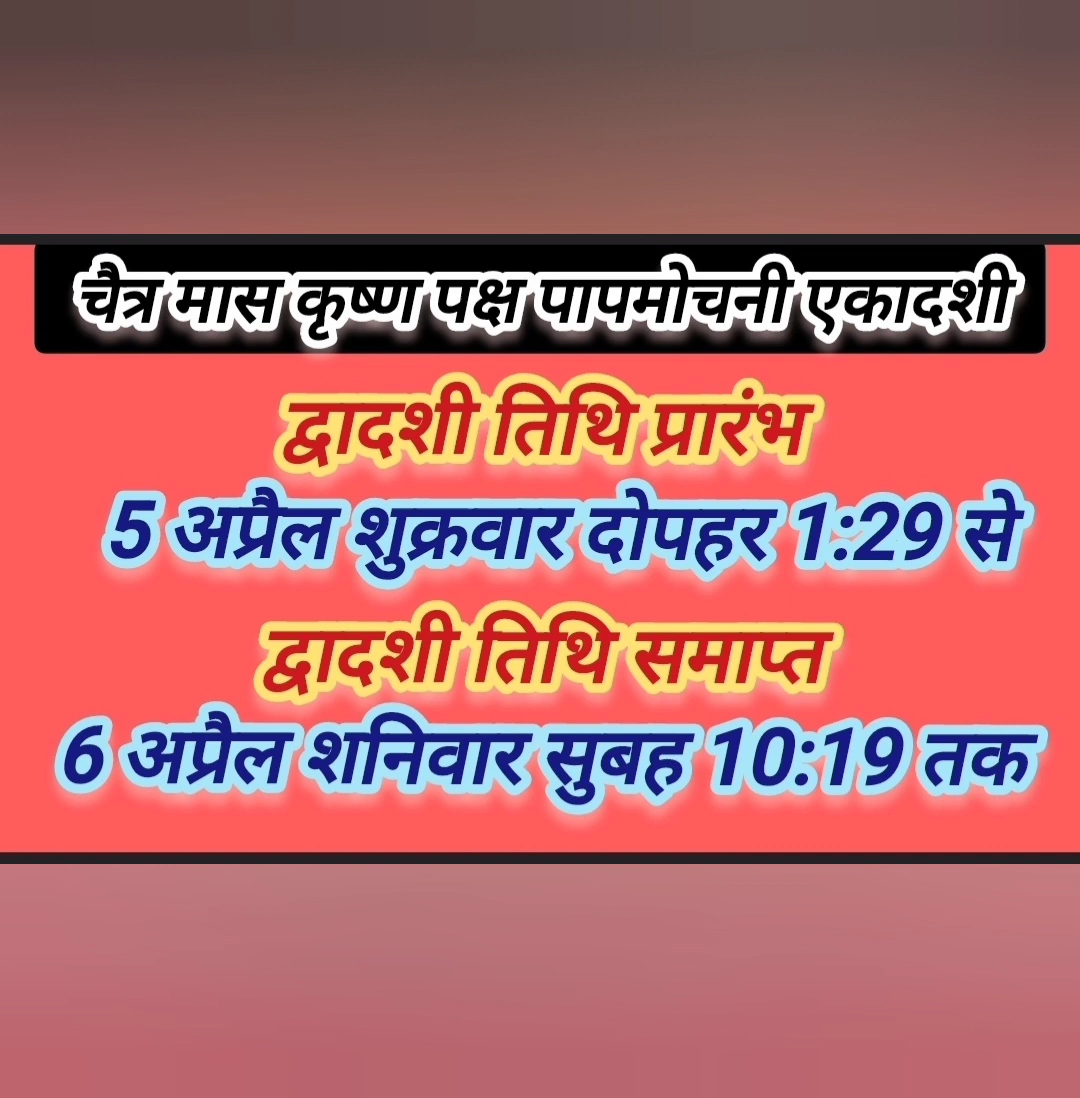 चैत्र मास कृष्ण पक्ष पापमोचनी एकादशी
द्वादशी तिथि प्रारंभ
5 अप्रैल शुक्रवार दोपहर 1:29 से
द्वादशी तिथि समाप्त
6 अप्रैल शनिवार सुबह 10:19 तक